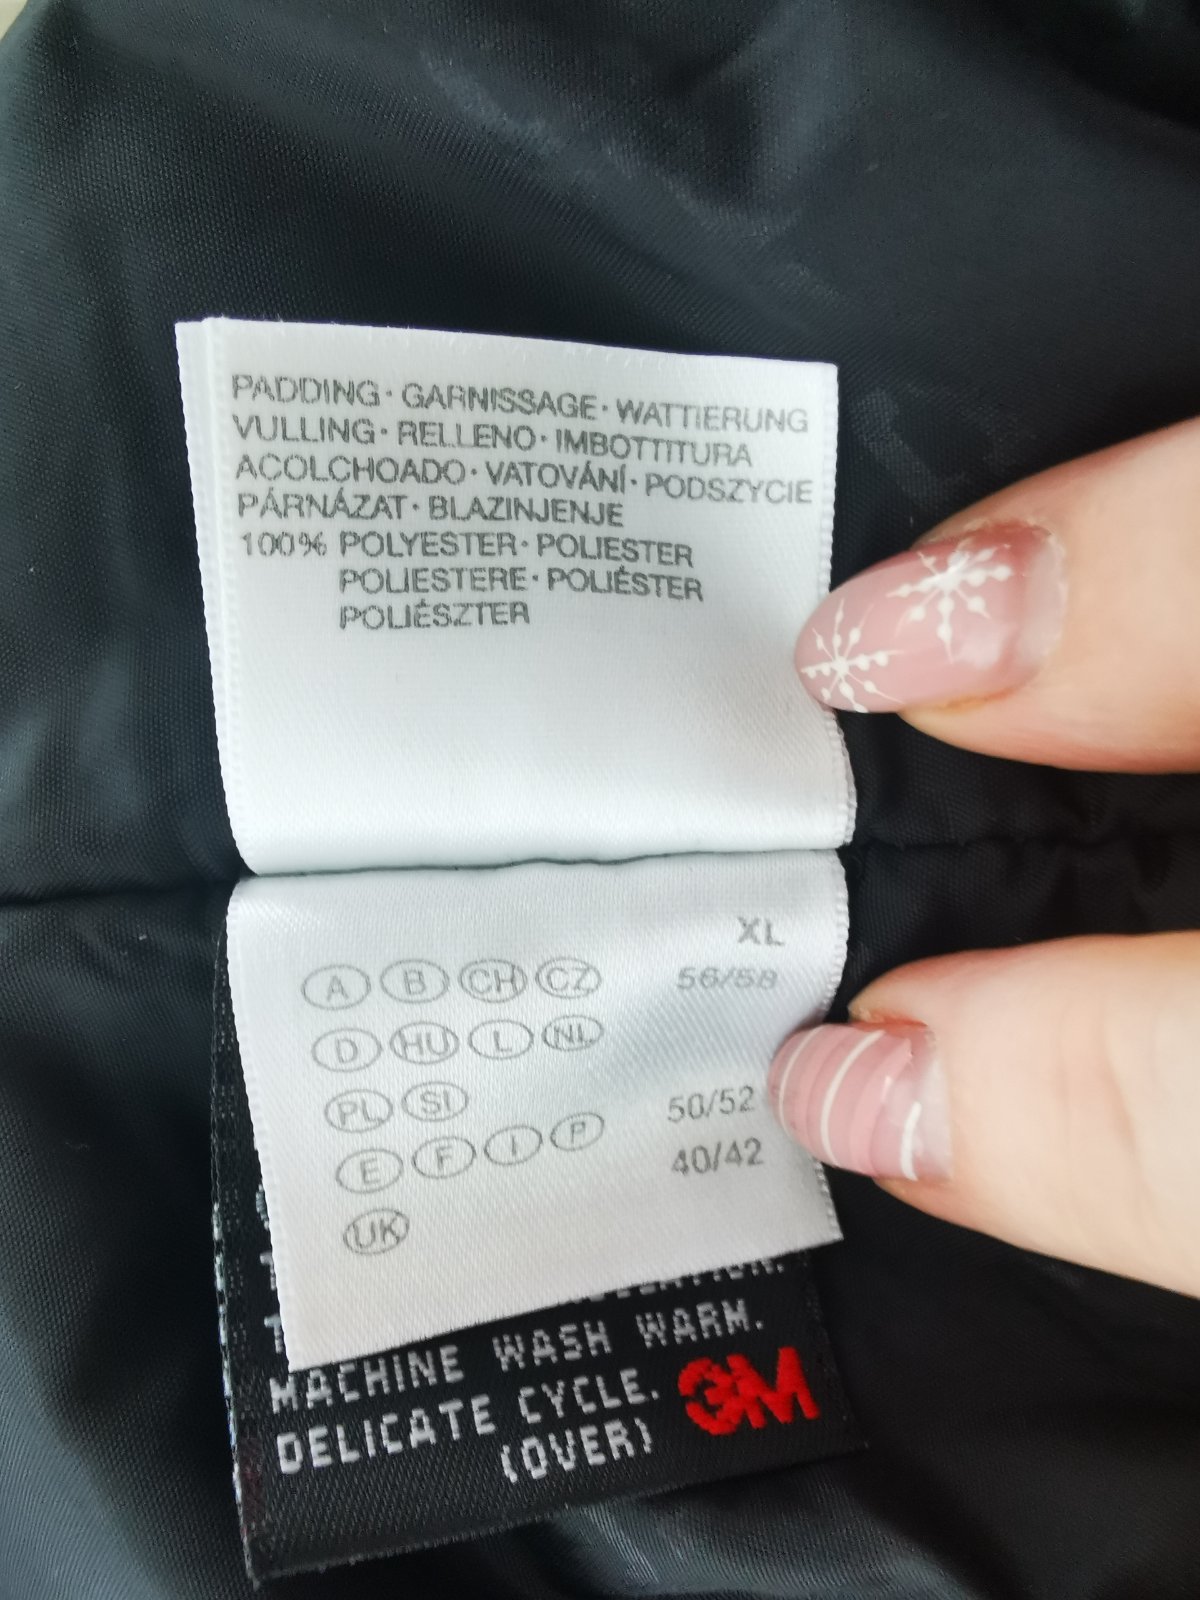 PADDING · GARNISSAGE · WATTIERUNG
VULLING · RELLENO · IMBOTTITURA
ACOLCHOADO · VATOVÁNÍ · PODSZYCIE
PÁRNÁZAT · BLAZINJENJE
100% POLYESTER · POLIESTER
POLIESTERE · POLIÉSTER
POLIÉSZTER
XL
A B CH CZ 56/58
D HU L NL
PL SI 50/52
E F I P 40/42
UK
MACHINE WASH WARM.
DELICATE CYCLE.
(OVER)
3M